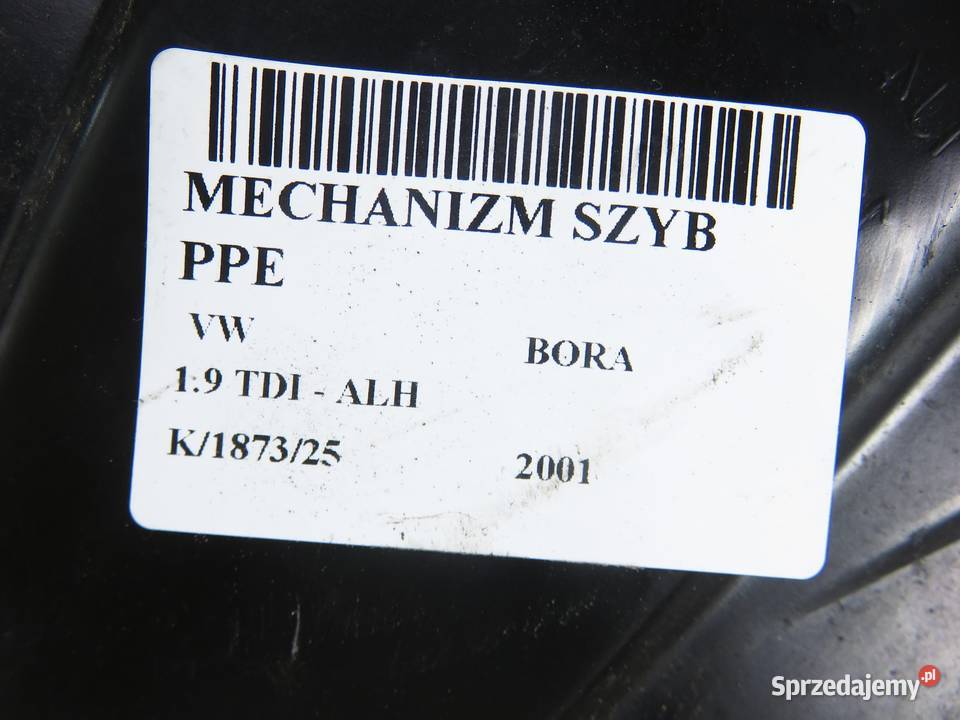 MECHANIZM SZYB
PPE
VW BORA
1.9 TDI - ALH
K/1873/25 2001
Sprzedajemy.pl